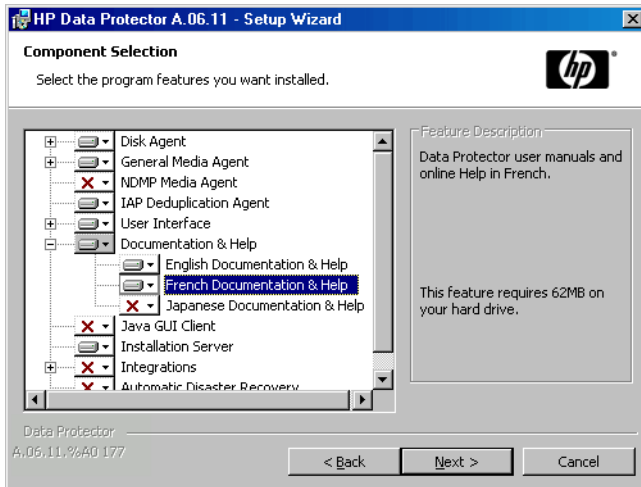 HP Data Protector A.06.11 - Setup Wizard
Component Selection
Select the program features you want installed.
hp
Disk Agent
General Media Agent
NDMP Media Agent
IAP Deduplication Agent
User Interface
Documentation & Help
English Documentation & Help
French Documentation & Help
Japanese Documentation & Help
Java GUI Client
Installation Server
Integrations
Automatic Disaster Recovery
Feature Description
Data Protector user manuals and
online Help in French.
This feature requires 62MB on
your hard drive.
Data Protector
A.06.11.%A0 177
< Back
Next >
Cancel